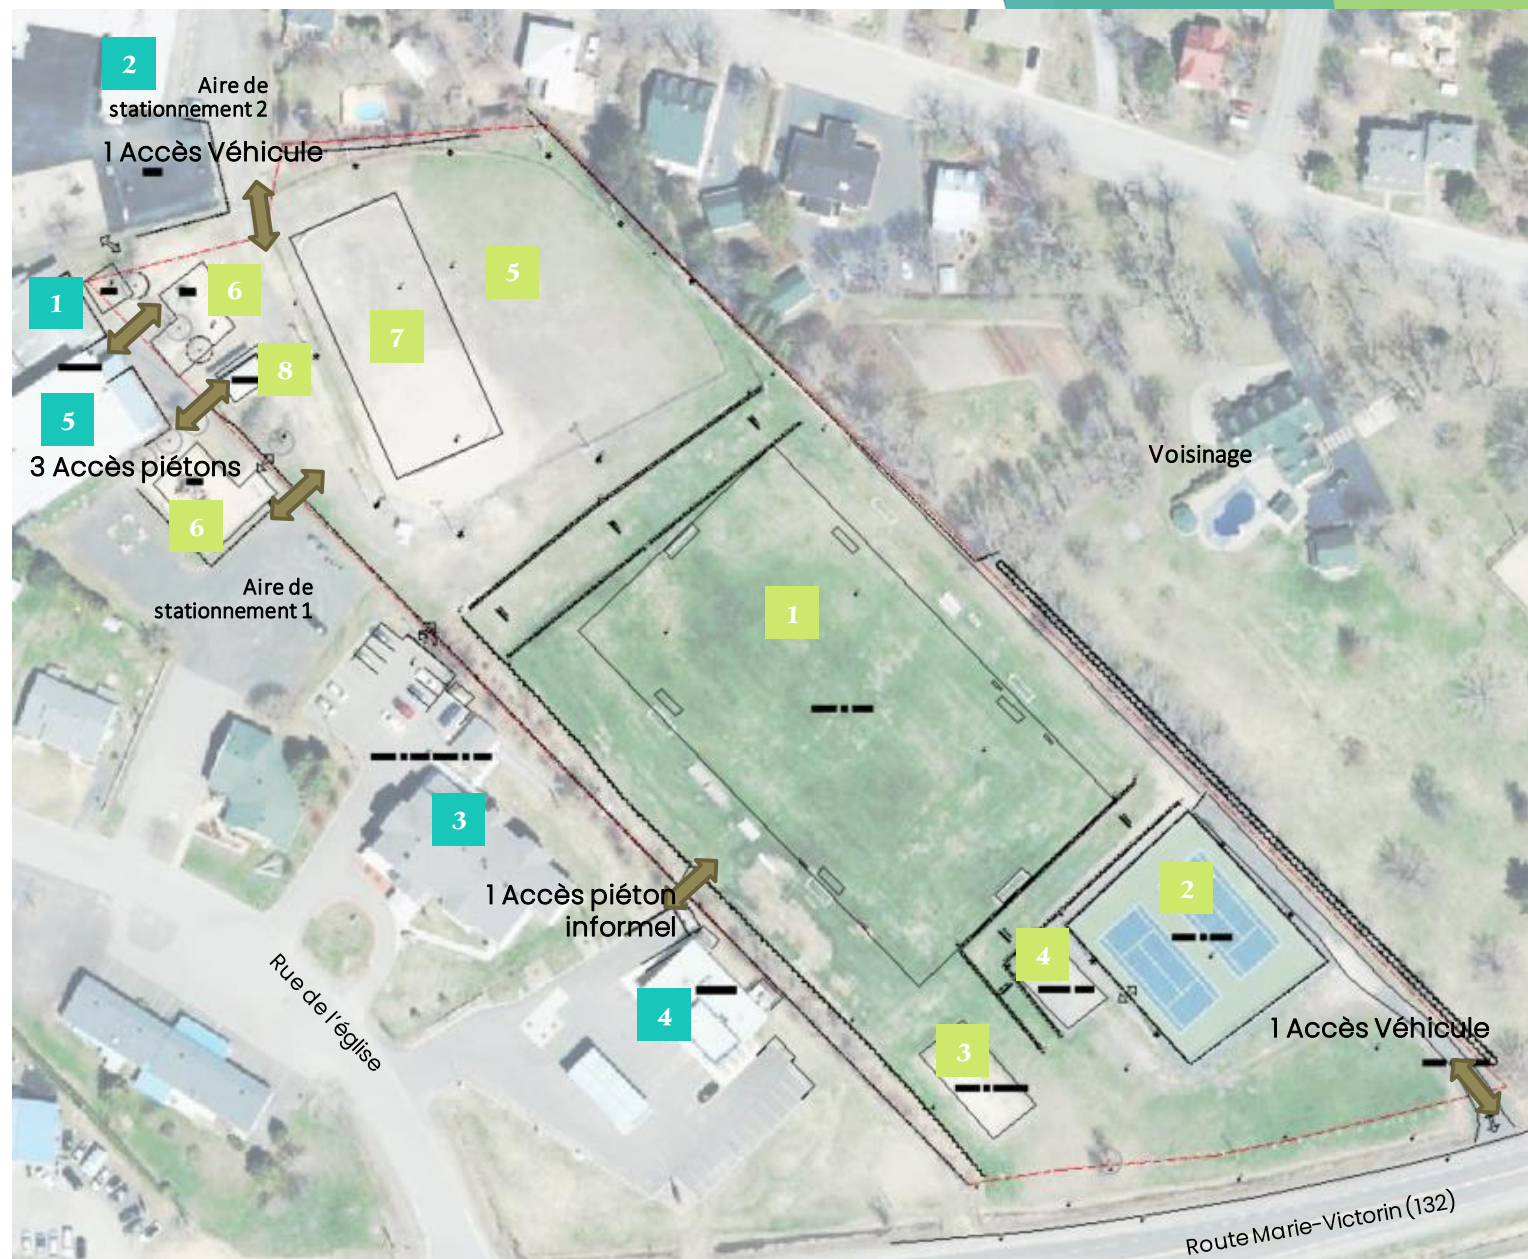 2
Aire de
stationnement 2
1 Accès Véhicule
1
6
5
7
8
5
3 Accès piétons
6
Aire de
stationnement 1
Voisinage
1
3
2
1 Accès piéton
informel
4
4
3
Rue de l'église
1 Accès Véhicule
Route Marie-Victorin (132)